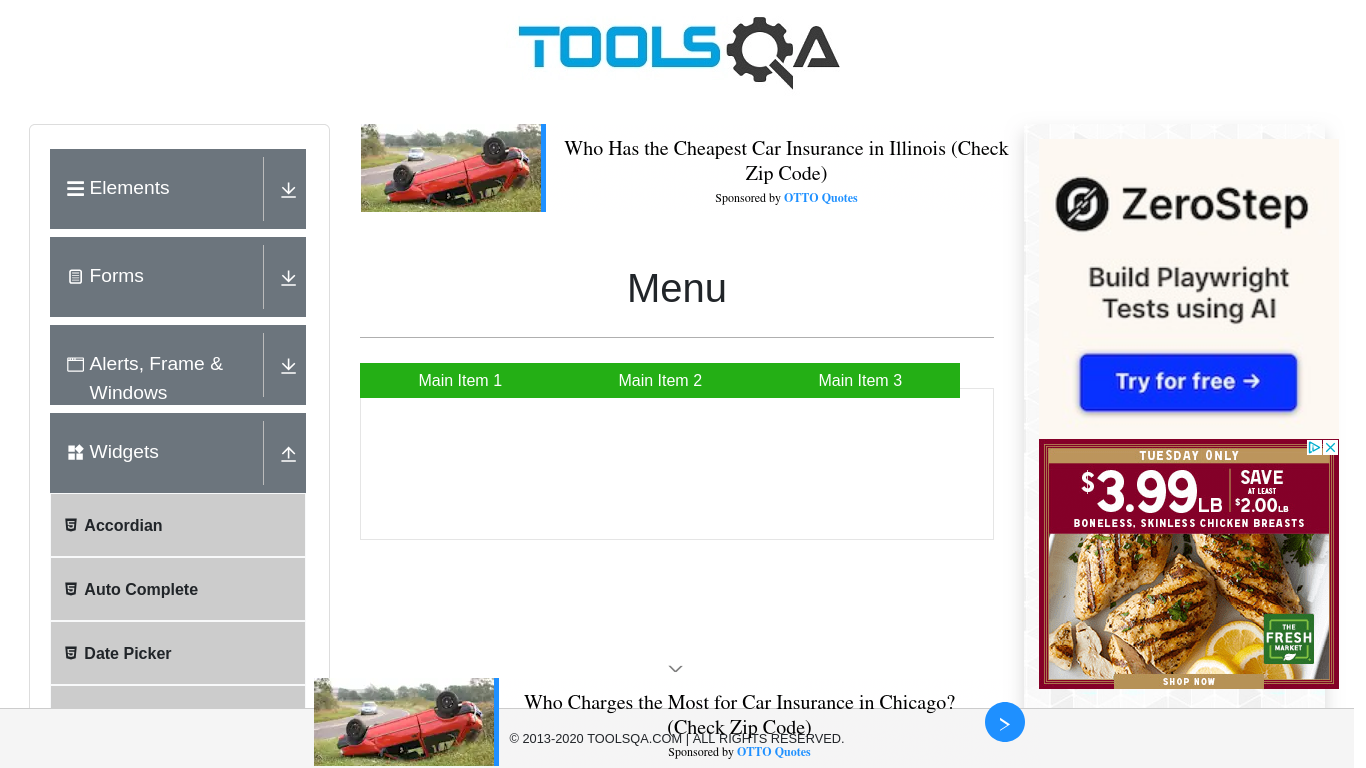 TOOLSQA
Elements
Forms
Alerts, Frame &
Windows
Widgets
Accordian
Auto Complete
Date Picker
Who Has the Cheapest Car Insurance in Illinois (Check
Zip Code)
Sponsored by OTTO Quotes
Menu
Main Item 1
Main Item 2
Main Item 3
ZeroStep
Build Playwright
Tests using AI
Try for free →
TUESDAY ONLY
$3.99LB
SAVE
AT LEAST
$2.00LB
BONELESS, SKINLESS CHICKEN BREASTS
THE
FRESH
MARKET
SHOP NOW
Who Charges the Most for Car Insurance in Chicago?
(Check Zip Code)
© 2013-2020 TOOLSQA.COM | ALL RIGHTS RESERVED.
Sponsored by OTTO Quotes